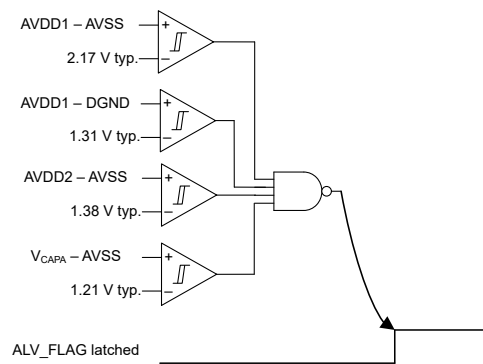 AVDD1 – AVSS
+
2.17 V typ.
–
AVDD1 – DGND
+
1.31 V typ.
–
AVDD2 – AVSS
+
1.38 V typ.
–
VCAPA – AVSS
+
1.21 V typ.
–
ALV_FLAG latched